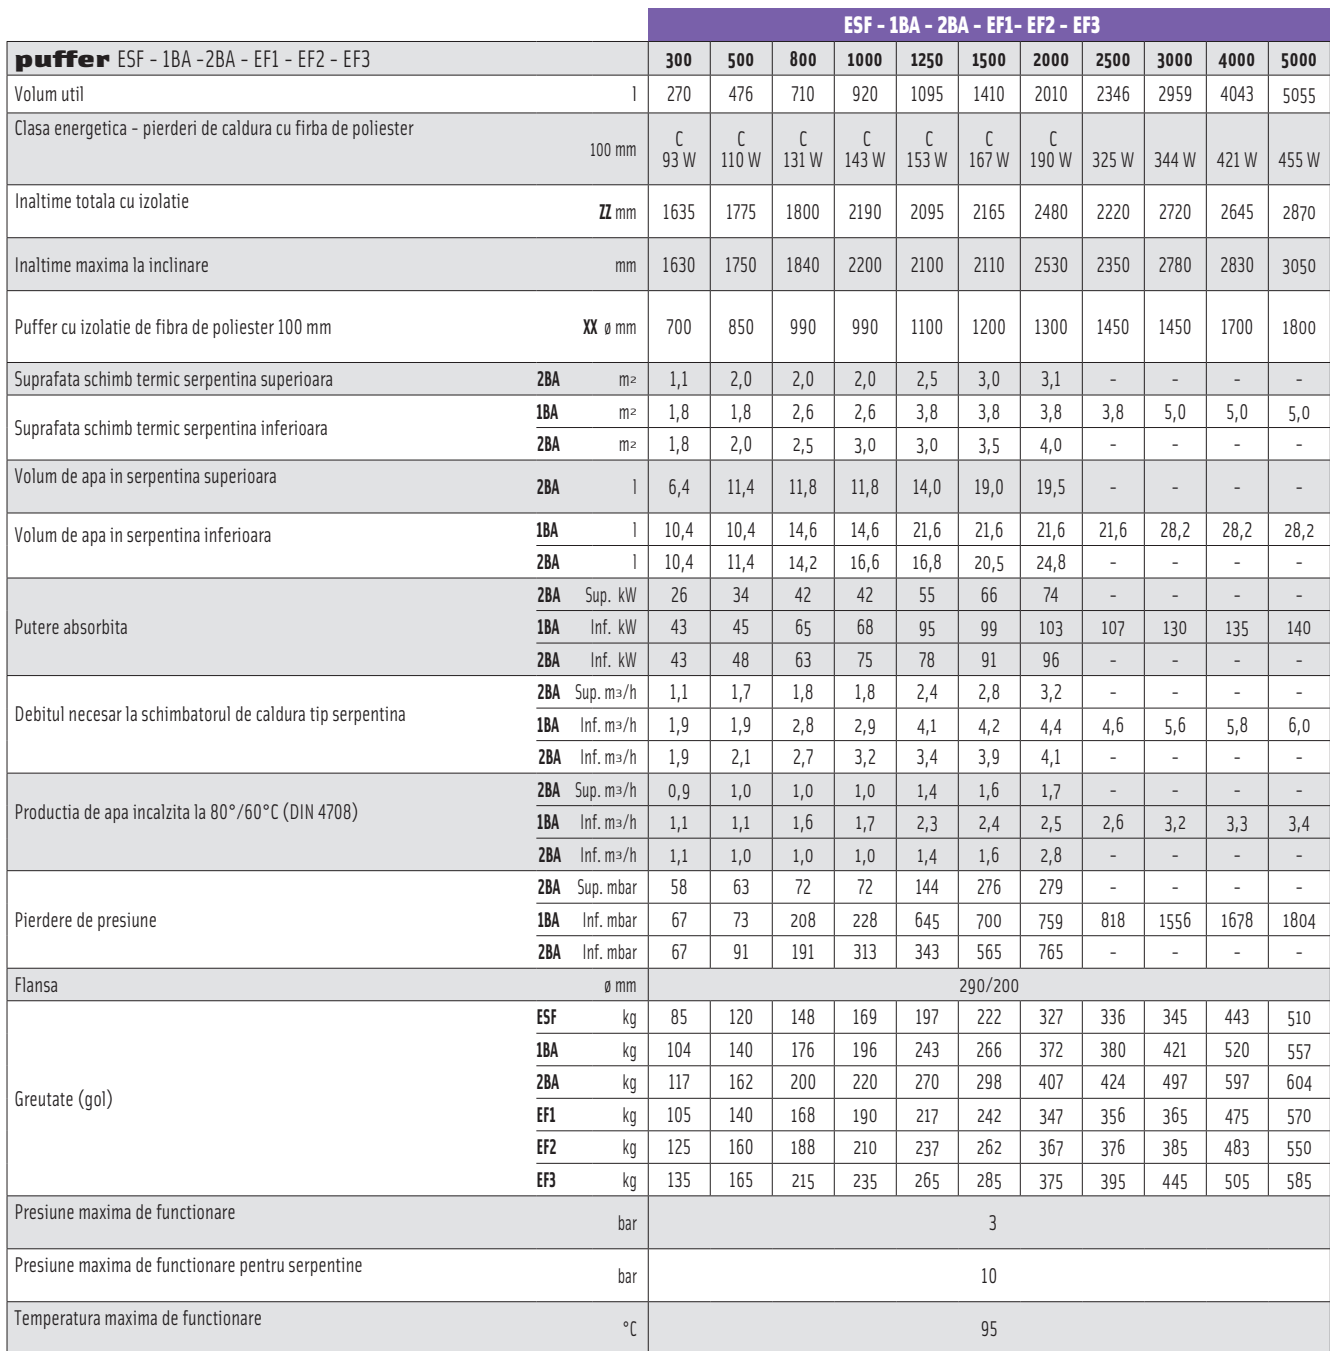 ESF - 1BA - 2BA - EF1- EF2 - EF3
puffer ESF - 1BA -2BA - EF1 - EF2 - EF3 300 500 800 1000 1250 1500 2000 2500 3000 4000 5000
Volum util l 270 476 710 920 1095 1410 2010 2346 2959 4043 5055
Clasa energetica - pierderi de caldura cu firba de poliester
100 mm C C C C C C C
93 W 110 W 131 W 143 W 153 W 167 W 190 W 325 W 344 W 421 W 455 W
Inaltime totala cu izolatie ZZ mm 1635 1775 1800 2190 2095 2165 2480 2220 2720 2645 2870
Inaltime maxima la inclinare mm 1630 1750 1840 2200 2100 2110 2530 2350 2780 2830 3050
Puffer cu izolatie de fibra de poliester 100 mm XX ø mm 700 850 990 990 1100 1200 1300 1450 1450 1700 1800
Suprafata schimb termic serpentina superioara 2BA m² 1,1 2,0 2,0 2,0 2,5 3,0 3,1 - - - -
Suprafata schimb termic serpentina inferioara
1BA m² 1,8 1,8 2,6 2,6 3,8 3,8 3,8 3,8 5,0 5,0 5,0
2BA m² 1,8 2,0 2,5 3,0 3,0 3,5 4,0 - - - -
Volum de apa in serpentina superioara 2BA l 6,4 11,4 11,8 11,8 14,0 19,0 19,5 - - - -
Volum de apa in serpentina inferioara
1BA l 10,4 10,4 14,6 14,6 21,6 21,6 21,6 21,6 28,2 28,2 28,2
2BA l 10,4 11,4 14,2 16,6 16,8 20,5 24,8 - - - -
Putere absorbita
2BA Sup. kW 26 34 42 42 55 66 74 - - - -
1BA Inf. kW 43 45 65 68 95 99 103 107 130 135 140
2BA Inf. kW 43 48 63 75 78 91 96 - - - -
Debitul necesar la schimbatorul de caldura tip serpentina
2BA Sup. m³/h 1,1 1,7 1,8 1,8 2,4 2,8 3,2 - - - -
1BA Inf. m³/h 1,9 1,9 2,8 2,9 4,1 4,2 4,4 4,6 5,6 5,8 6,0
2BA Inf. m³/h 1,9 2,1 2,7 3,2 3,4 3,9 4,1 - - - -
Productia de apa incalzita la 80°/60°C (DIN 4708)
2BA Sup. m³/h 0,9 1,0 1,0 1,0 1,4 1,6 1,7 - - - -
1BA Inf. m³/h 1,1 1,1 1,6 1,7 2,3 2,4 2,5 2,6 3,2 3,3 3,4
2BA Inf. m³/h 1,1 1,0 1,0 1,0 1,4 1,6 2,8 - - - -
Pierdere de presiune
2BA Sup. mbar 58 63 72 72 144 276 279 - - - -
1BA Inf. mbar 67 73 208 228 645 700 759 818 1556 1678 1804
2BA Inf. mbar 67 91 191 313 343 565 765 - - - -
Flansa ø mm 290/200
Greutate (gol)
ESF kg 85 120 148 169 197 222 327 336 345 443 510
1BA kg 104 140 176 196 243 266 372 380 421 520 557
2BA kg 117 162 200 220 270 298 407 424 497 597 604
EF1 kg 105 140 168 190 217 242 347 356 365 475 570
EF2 kg 125 160 188 210 237 262 367 376 385 483 550
EF3 kg 135 165 215 235 265 285 375 395 445 505 585
Presiune maxima de functionare bar 3
Presiune maxima de functionare pentru serpentine bar 10
Temperatura maxima de functionare °C 95